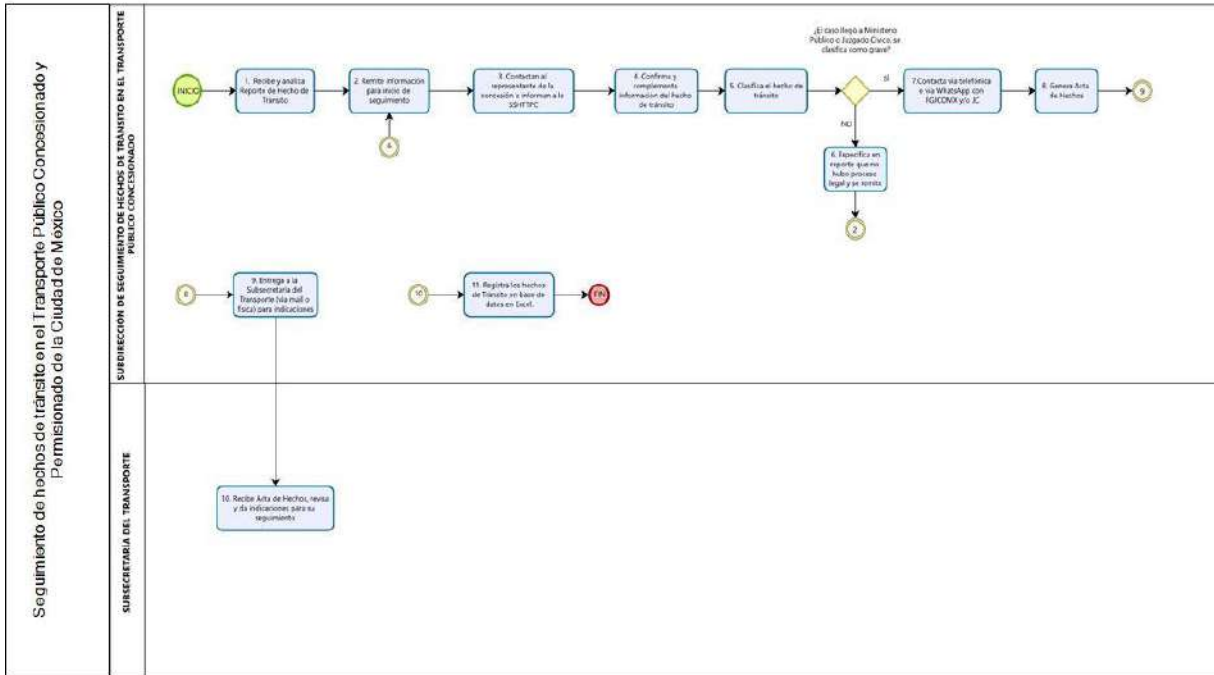 Seguimiento de hechos de tránsito en el Transporte Público Concesionado y
Permisionado de la Ciudad de México
SUBDIRECCIÓN DE SEGUIMIENTO DE HECHOS DE TRÁNSITO EN EL TRANSPORTE
PÚBLICO CONCESIONADO
INICIO
1. Recibe y analiza
Reporte de Hecho de
Tránsito
2. Remite información
para inicio de
seguimiento
6
3. Contactan al
representante de la
concesión e informan a la
SSHTTPC
4. Confirma y
complementa
información del hecho
de tránsito
5. Clasifica el hecho de
tránsito
¿El caso llegó a Ministerio
Público o Juzgado Cívico, se
clasifica como grave?
SÍ
NO
6. Especifica en
reporte que no
hubo proceso
legal y se remite
2
7.Contacta vía telefónica
o vía WhatsApp con
FGJCDMX y/o JC
8. Genera Acta
de Hechos
9
8
9. Entrega a la
Subsecretaría del
Transporte (vía mail o
física) para indicaciones
10
11. Registra los hechos
de Tránsito en base de
datos en Excel.
FIN
SUBSECRETARÍA DEL TRANSPORTE
10. Recibe Acta de Hechos, revisa
y da indicaciones para su
seguimiento